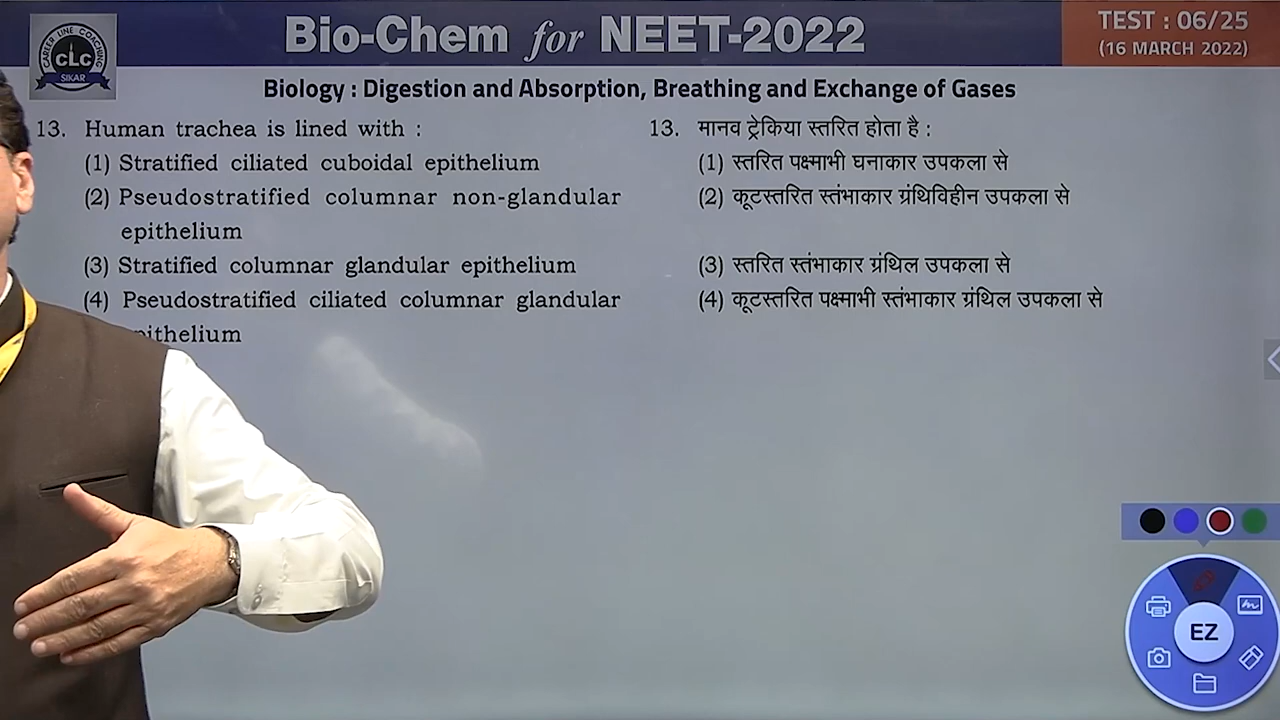 Bio-Chem for NEET-2022
TEST : 06/25
(16 MARCH 2022)
CAREER LINE COACHING
CLC
SIKAR
Biology : Digestion and Absorption, Breathing and Exchange of Gases
13. Human trachea is lined with :
(1) Stratified ciliated cuboidal epithelium
(2) Pseudostratified columnar non-glandular
epithelium
(3) Stratified columnar glandular epithelium
(4) Pseudostratified ciliated columnar glandular
pithelium
13. मानव ट्रेकिया स्तरित होता है :
(1) स्तरित पक्ष्माभी घनाकार उपकला से
(2) कूटस्तरित स्तंभाकार ग्रंथिविहीन उपकला से
(3) स्तरित स्तंभाकार ग्रंथिल उपकला से
(4) कूटस्तरित पक्ष्माभी स्तंभाकार ग्रंथिल उपकला से
EZ